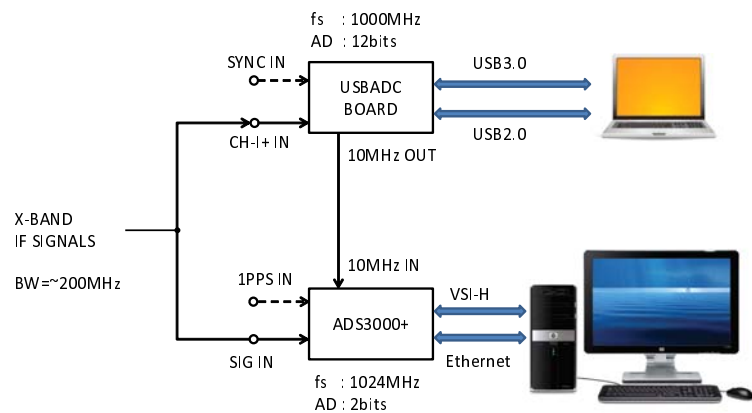 fs : 1000MHz
AD : 12bits
SYNC IN
USBADC
BOARD
USB3.0
USB2.0
CH-I+ IN
10MHz OUT
X-BAND
IF SIGNALS
BW=~200MHz
10MHz IN
1PPS IN
VSI-H
ADS3000+
Ethernet
SIG IN
fs : 1024MHz
AD : 2bits